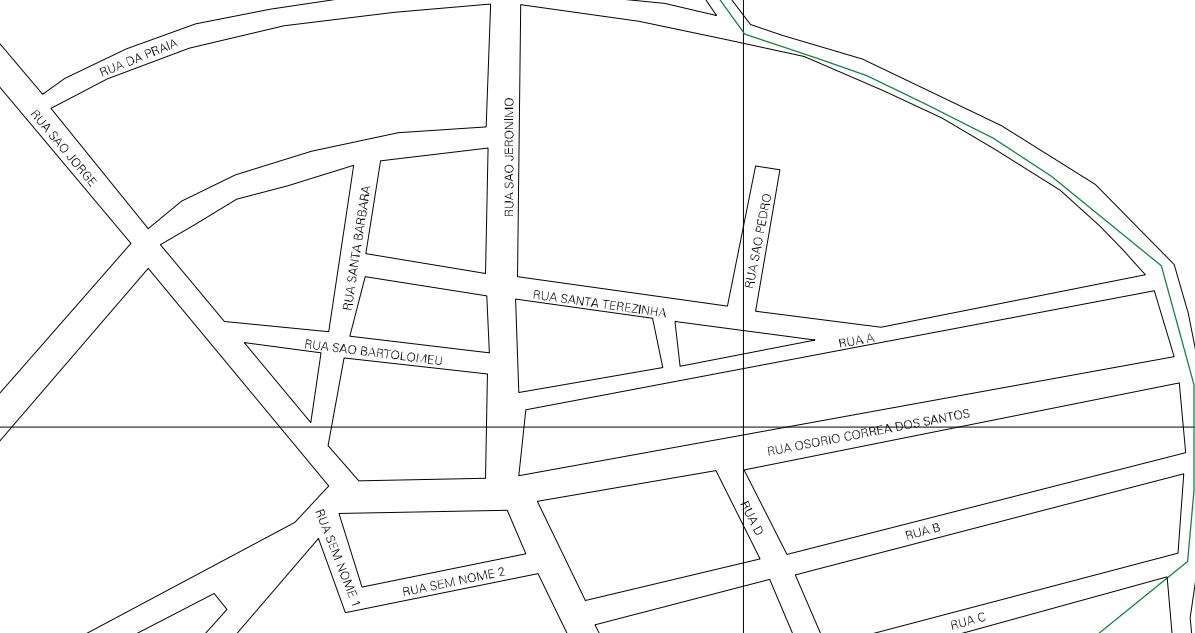 RUA DA PRAIA
RUA SAO JORGE
RUA SAO JERONIMO
RUA SANTA BARBARA
RUA SAO PEDRO
RUA SANTA TEREZINHA
RUA A
RUA SAO BARTOLOMEU
RUA OSORIO CORREA DOS SANTOS
RUA D
RUA B
RUA SEM NOME 1
RUA SEM NOME 2
RUA C